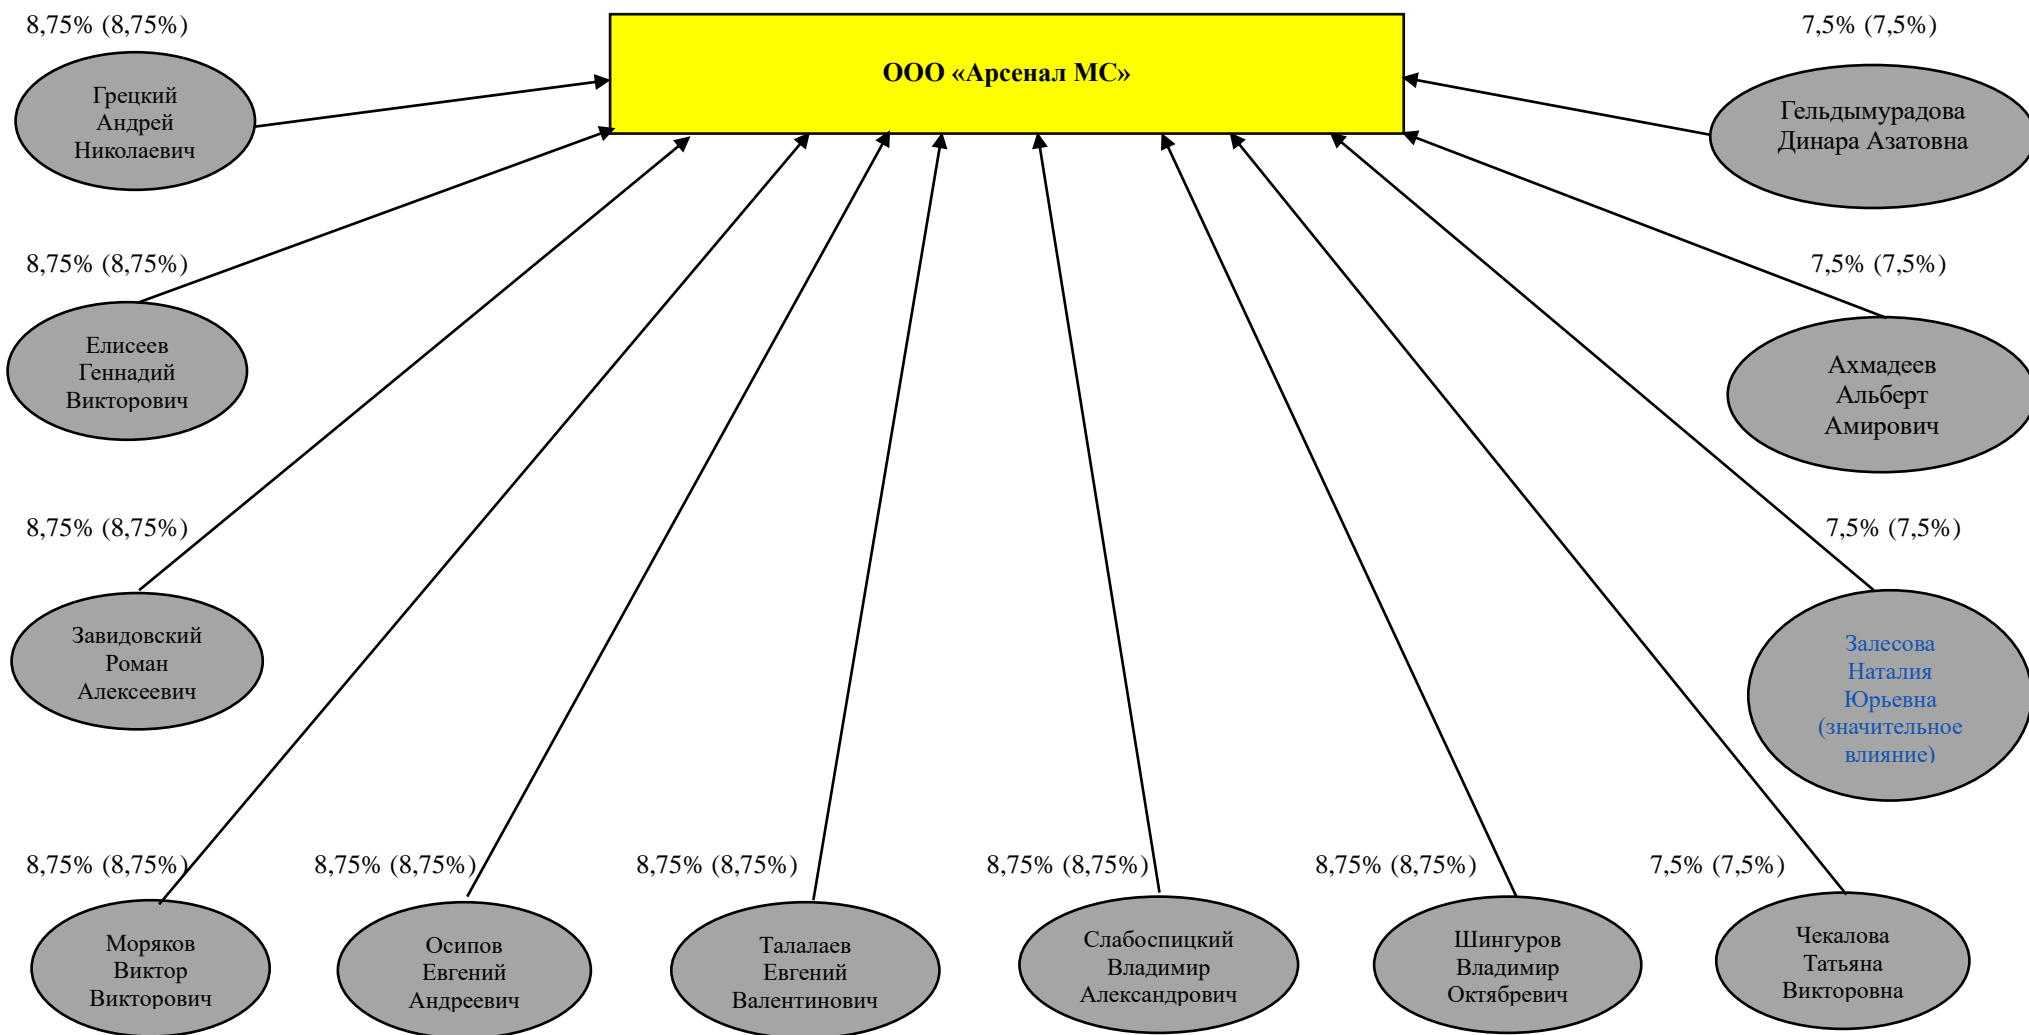 8,75% (8,75%)
7,5% (7,5%)
ООО «Арсенал МС»
Грецкий
Андрей
Николаевич
Гельдымурадова
Динара Азатовна
8,75% (8,75%)
7,5% (7,5%)
Елисеев
Геннадий
Викторович
Ахмадеев
Альберт
Амирович
8,75% (8,75%)
7,5% (7,5%)
Завидовский
Роман
Алексеевич
Залесова
Наталия
Юрьевна
(значительное
влияние)
8,75% (8,75%)
8,75% (8,75%)
8,75% (8,75%)
8,75% (8,75%)
8,75% (8,75%)
7,5% (7,5%)
Моряков
Виктор
Викторович
Осипов
Евгений
Андреевич
Талалаев
Евгений
Валентинович
Слабоспицкий
Владимир
Александрович
Шингуров
Владимир
Октябревич
Чекалова
Татьяна
Викторовна